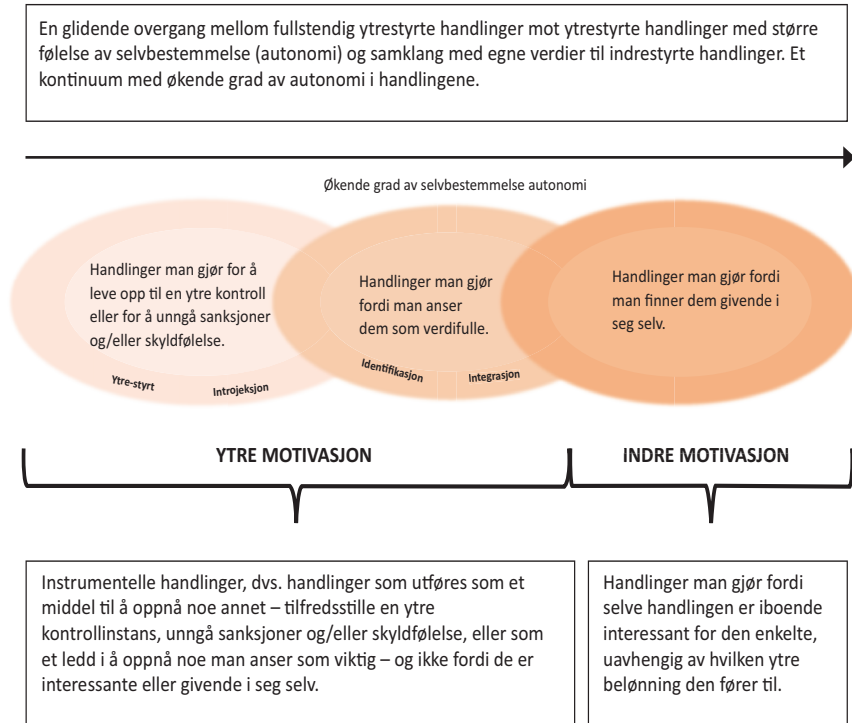 En glidende overgang mellom fullstendig ytrestyrte handlinger mot ytrestyrte handlinger med større
følelse av selvbestemmelse (autonomi) og samklang med egne verdier til indrestyrte handlinger. Et
kontinuum med økende grad av autonomi i handlingene.
Økende grad av selvbestemmelse autonomi
Handlinger man gjør for å
leve opp til en ytre kontroll
eller for å unngå sanksjoner
og/eller skyldfølelse.
Ytre-styrt
Introjeksjon
Handlinger man gjør
fordi man anser
dem som verdifulle.
Identifikasjon
Integrasjon
Handlinger man gjør fordi
man finner dem givende i
seg selv.
YTRE MOTIVASJON
INDRE MOTIVASJON
Instrumentelle handlinger, dvs. handlinger som utføres som et
middel til å oppnå noe annet – tilfredsstille en ytre
kontrollinstans, unngå sanksjoner og/eller skyldfølelse, eller som
et ledd i å oppnå noe man anser som viktig – og ikke fordi de er
interessante eller givende i seg selv.
Handlinger man gjør fordi
selve handlingen er iboende
interessant for den enkelte,
uavhengig av hvilken ytre
belønning den fører til.